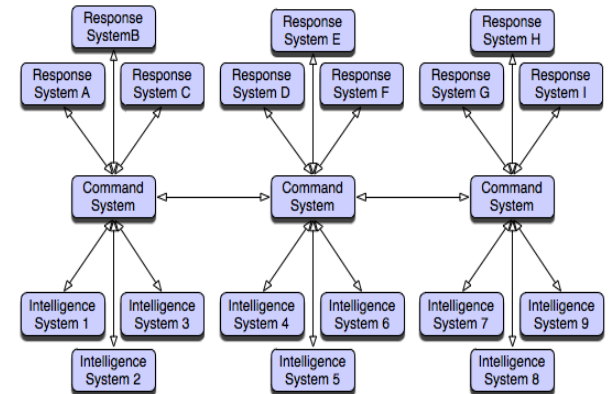 Response
SystemB
Response
System E
Response
System H
Response
System A
Response
System C
Response
System D
Response
System F
Response
System G
Response
System I
Command
System
Command
System
Command
System
Intelligence
System 1
Intelligence
System 3
Intelligence
System 4
Intelligence
System 6
Intelligence
System 7
Intelligence
System 9
Intelligence
System 2
Intelligence
System 5
Intelligence
System 8